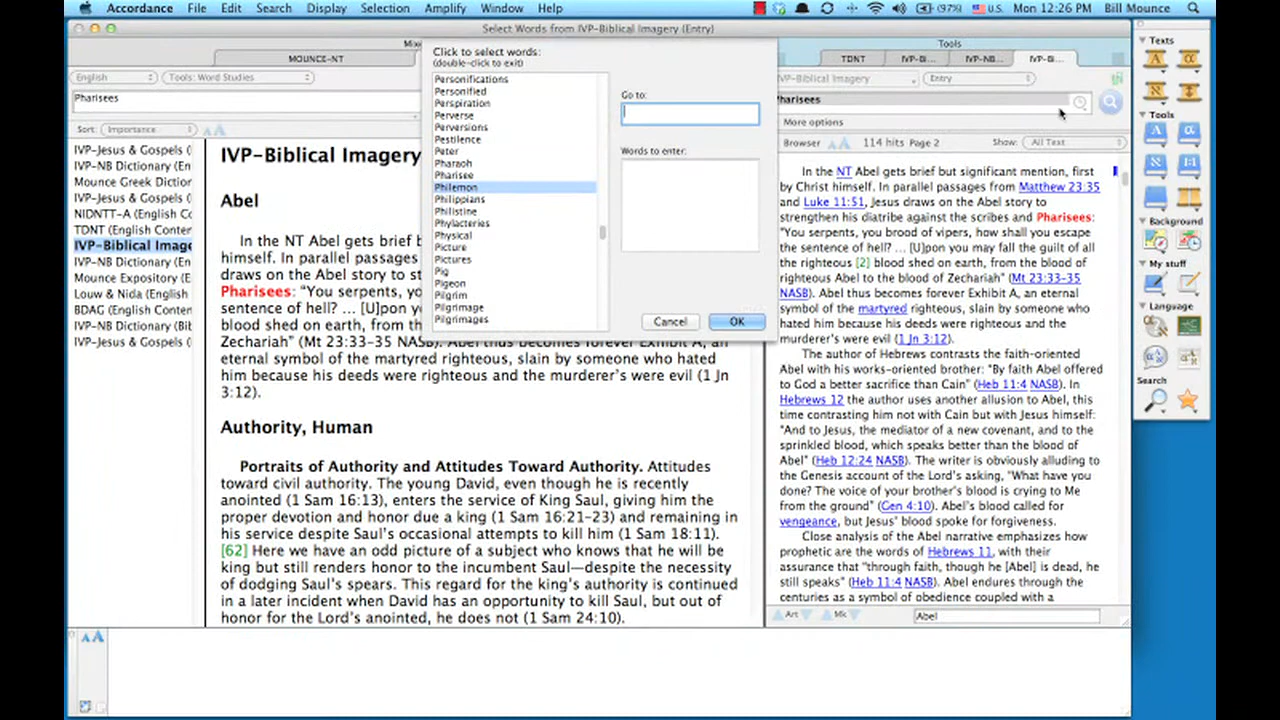 Accordance File Edit Search Display Selection Amplify Window Help (97%) U.S. Mon 12:26 PM Bill Mounce
Select Words from IVP-Biblical Imagery (Entry)
MOUNCE-NT
English Tools: Word Studies
Pharisees
Sort: Importance
IVP-Jesus & Gospels (
IVP-NB Dictionary (En
Mounce Greek Diction
IVP-Jesus & Gospels (
NIDNTT-A (English Co
TDNT (English Conten
IVP-Biblical Image
IVP-NB Dictionary (En
Mounce Expository (E
Louw & Nida (English
BDAG (English Conten
IVP-NB Dictionary (Bib
IVP-Jesus & Gospels (
IVP-Biblical Imagery
Abel
In the NT Abel gets brief b
himself. In parallel passages f
draws on the Abel story to s
Pharisees: "You serpents, yo
sentence of hell? ... [U]pon y
blood shed on earth, from th
Zechariah" (Mt 23:33-35 NASB). Abel thus becomes forever Exhibit A, an
eternal symbol of the martyred righteous, slain by someone who hated
him because his deeds were righteous and the murderer's were evil (1 Jn
3:12).
Authority, Human
Portraits of Authority and Attitudes Toward Authority. Attitudes
toward civil authority. The young David, even though he is recently
anointed (1 Sam 16:13), enters the service of King Saul, giving him the
proper devotion and honor due a king (1 Sam 16:21-23) and remaining in
his service despite Saul's occasional attempts to kill him (1 Sam 18:11).
[62] Here we have an odd picture of a subject who knows that he will be
king but still renders honor to the incumbent Saul—despite the necessity
of dodging Saul's spears. This regard for the king's authority is continued
in a later incident when David has an opportunity to kill Saul, but out of
honor for the Lord's anointed, he does not (1 Sam 24:10).
Click to select words:
(double-click to exit)
Personifications
Personified
Perspiration
Perverse
Perversions
Pestilence
Peter
Pharaoh
Pharisee
Philemon
Philippians
Philistine
Phylacteries
Physical
Picture
Pictures
Pig
Pigeon
Pilgrim
Pilgrimage
Pilgrimages
Go to:
Words to enter:
Cancel OK
Tools
TDNT IVP-Bi... IVP-NB... IVP-Bi...
IVP-Biblical Imagery Entry
Pharisees
More options
Browser 114 hits Page 2 Show: All Text
In the NT Abel gets brief but significant mention, first
by Christ himself. In parallel passages from Matthew 23:35
and Luke 11:51, Jesus draws on the Abel story to
strengthen his diatribe against the scribes and Pharisees:
"You serpents, you brood of vipers, how shall you escape
the sentence of hell? ... [U]pon you may fall the guilt of all
the righteous [2] blood shed on earth, from the blood of
righteous Abel to the blood of Zechariah" (Mt 23:33-35
NASB). Abel thus becomes forever Exhibit A, an eternal
symbol of the martyred righteous, slain by someone who
hated him because his deeds were righteous and the
murderer's were evil (1 Jn 3:12).
The author of Hebrews contrasts the faith-oriented
Abel with his works-oriented brother: "By faith Abel offered
to God a better sacrifice than Cain" (Heb 11:4 NASB). In
Hebrews 12 the author uses another allusion to Abel, this
time contrasting him not with Cain but with Jesus himself:
"And to Jesus, the mediator of a new covenant, and to the
sprinkled blood, which speaks better than the blood of
Abel" (Heb 12:24 NASB). The writer is obviously alluding to
the Genesis account of the Lord's asking, "What have you
done? The voice of your brother's blood is crying to Me
from the ground" (Gen 4:10). Abel's blood called for
vengeance, but Jesus' blood spoke for forgiveness.
Close analysis of the Abel narrative emphasizes how
prophetic are the words of Hebrews 11, with their
assurance that "through faith, though he [Abel] is dead, he
still speaks" (Heb 11:4 NASB). Abel endures through the
centuries as a symbol of obedience coupled with a
Art Mk Abel
Texts
Tools
Background
My stuff
Language
Search